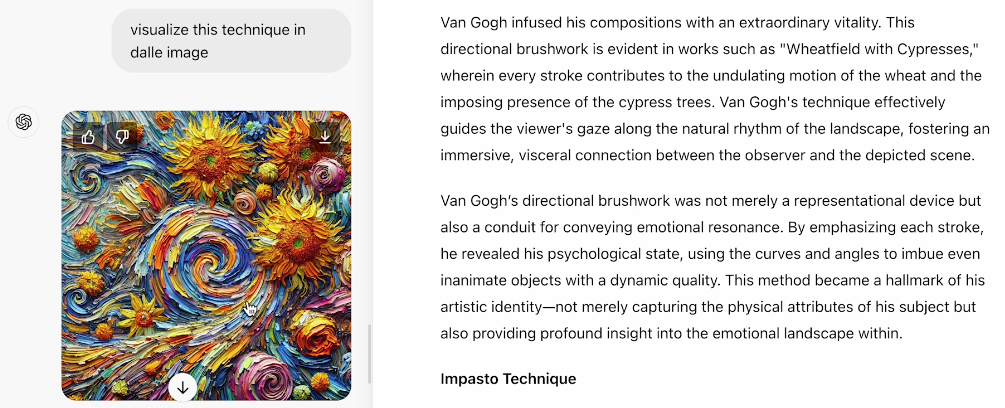 visualize this technique in
dalle image
Van Gogh infused his compositions with an extraordinary vitality. This
directional brushwork is evident in works such as "Wheatfield with Cypresses,"
wherein every stroke contributes to the undulating motion of the wheat and the
imposing presence of the cypress trees. Van Gogh's technique effectively
guides the viewer's gaze along the natural rhythm of the landscape, fostering an
immersive, visceral connection between the observer and the depicted scene.
Van Gogh's directional brushwork was not merely a representational device but
also a conduit for conveying emotional resonance. By emphasizing each stroke,
he revealed his psychological state, using the curves and angles to imbue even
inanimate objects with a dynamic quality. This method became a hallmark of his
artistic identity—not merely capturing the physical attributes of his subject but
also providing profound insight into the emotional landscape within.
Impasto Technique